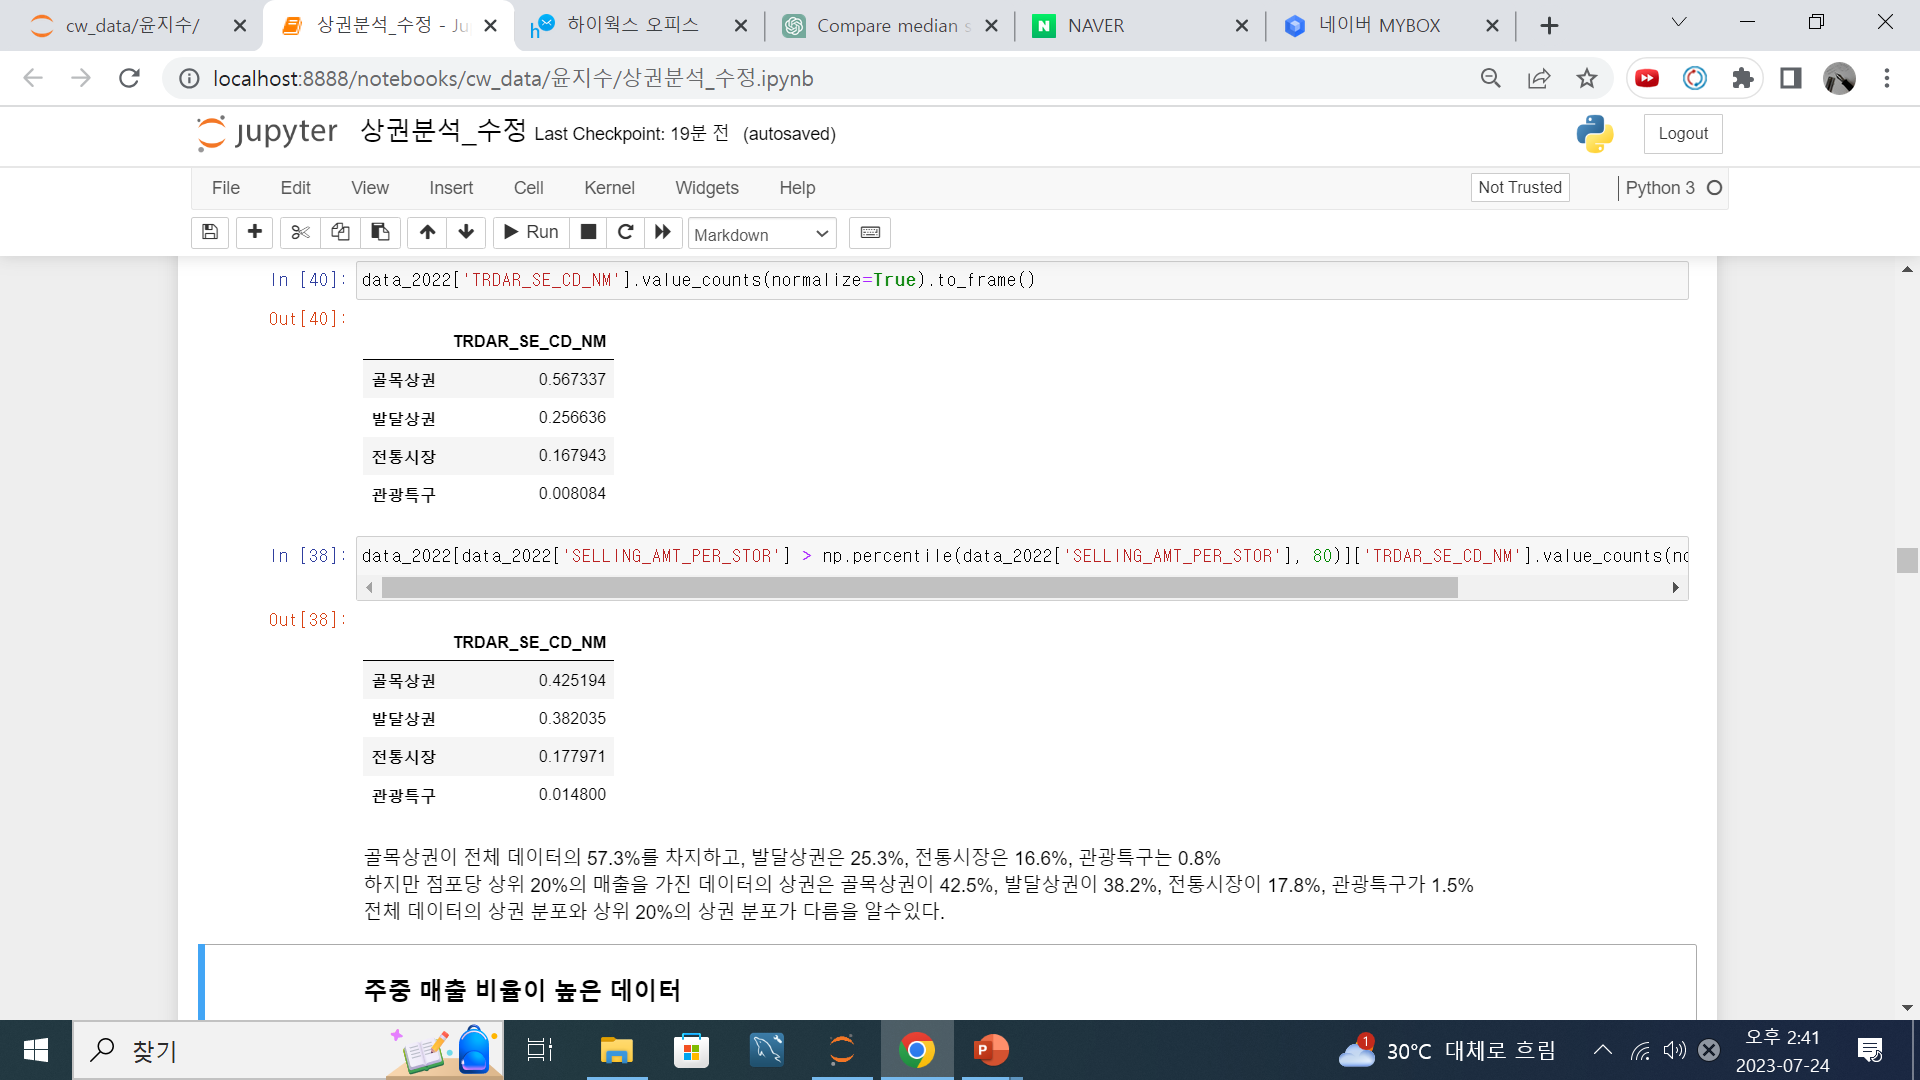 cw_data/윤지수/
상권분석_수정 - Ju
하이웍스 오피스
Compare median s
NAVER
네이버 MYBOX
localhost:8888/notebooks/cw_data/윤지수/상권분석_수정.ipynb
jupyter 상권분석_수정 Last Checkpoint: 19분 전 (autosaved)
Logout
File Edit View Insert Cell Kernel Widgets Help
Not Trusted
Python 3
Run
Markdown
In [40]: data_2022['TRDAR_SE_CD_NM'].value_counts(normalize=True).to_frame()
Out[40]:
TRDAR_SE_CD_NM
골목상권 0.567337
발달상권 0.256636
전통시장 0.167943
관광특구 0.008084
In [38]: data_2022[data_2022['SELLING_AMT_PER_STOR'] > np.percentile(data_2022['SELLING_AMT_PER_STOR'], 80)]['TRDAR_SE_CD_NM'].value_counts(no
Out[38]:
TRDAR_SE_CD_NM
골목상권 0.425194
발달상권 0.382035
전통시장 0.177971
관광특구 0.014800
골목상권이 전체 데이터의 57.3%를 차지하고, 발달상권은 25.3%, 전통시장은 16.6%, 관광특구는 0.8%
하지만 점포당 상위 20%의 매출을 가진 데이터의 상권은 골목상권이 42.5%, 발달상권이 38.2%, 전통시장이 17.8%, 관광특구가 1.5%
전체 데이터의 상권 분포와 상위 20%의 상권 분포가 다름을 알수있다.
주중 매출 비율이 높은 데이터
찾기
1
30°C 대체로 흐림
오후 2:41
2023-07-24